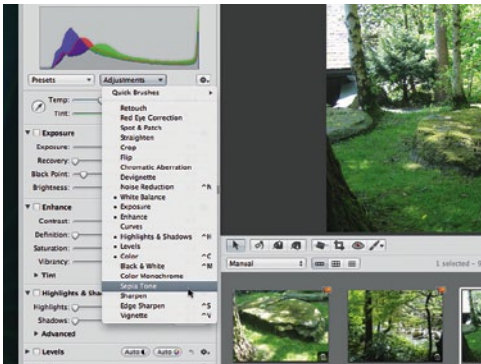 Presets
Adjustments
Quick Brushes
Temp:
Tint:
Retouch
Red Eye Correction
Spot & Patch
Straighten
Crop
Flip
Chromatic Aberration
Devignette
Noise Reduction ^N
• White Balance
• Exposure
• Enhance
Curves
• Highlights & Shadows ^H
• Levels
• Color ^C
Black & White ^M
Color Monochrome
Sepia Tone
Sharpen
Edge Sharpen ^S
Vignette ^V
Exposure
Exposure:
Recovery:
Black Point:
Brightness:
Enhance
Contrast:
Definition:
Saturation:
Vibrancy:
Tint
Highlights & Sha
Highlights:
Shadows:
Advanced
Levels
Auto
Auto
Manual
1 selected - 9